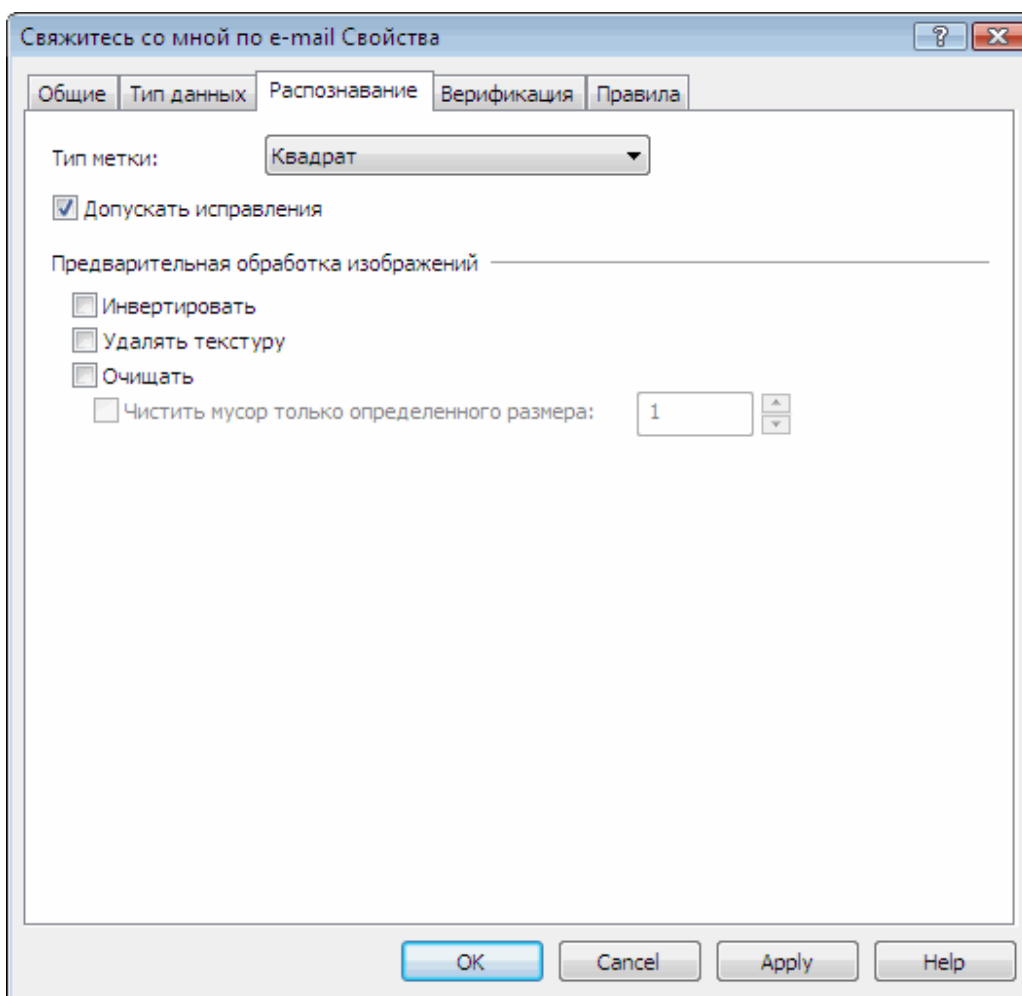 Свяжитесь со мной по e-mail Свойства
Общие Тип данных Распознавание Верификация Правила
Тип метки: Квадрат
Допускать исправления
Предварительная обработка изображений
Инвертировать
Удалять текстуру
Очищать
Чистить мусор только определенного размера: 1
OK Cancel Apply Help